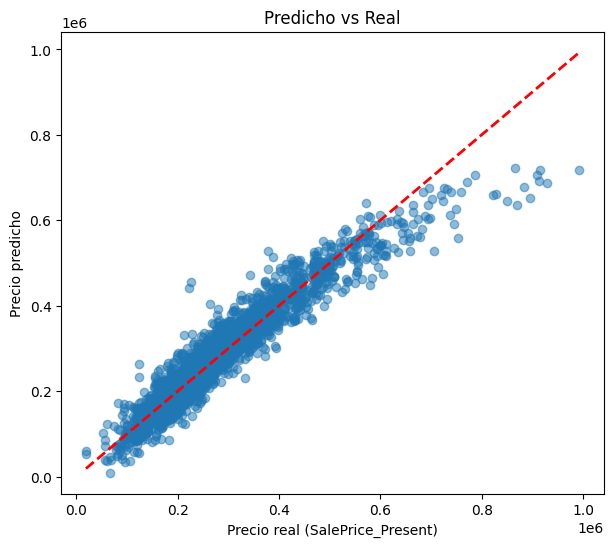 Predicho vs Real
1e6
1.0
0.8
0.6
0.4
0.2
0.0
Precio predicho
0.0 0.2 0.4 0.6 0.8 1.0
1e6
Precio real (SalePrice_Present)